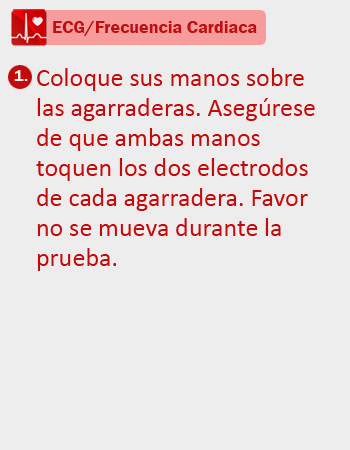 ECG/Frecuencia Cardiaca
1. Coloque sus manos sobre
las agarraderas. Asegúrese
de que ambas manos
toquen los dos electrodos
de cada agarradera. Favor
no se mueva durante la
prueba.